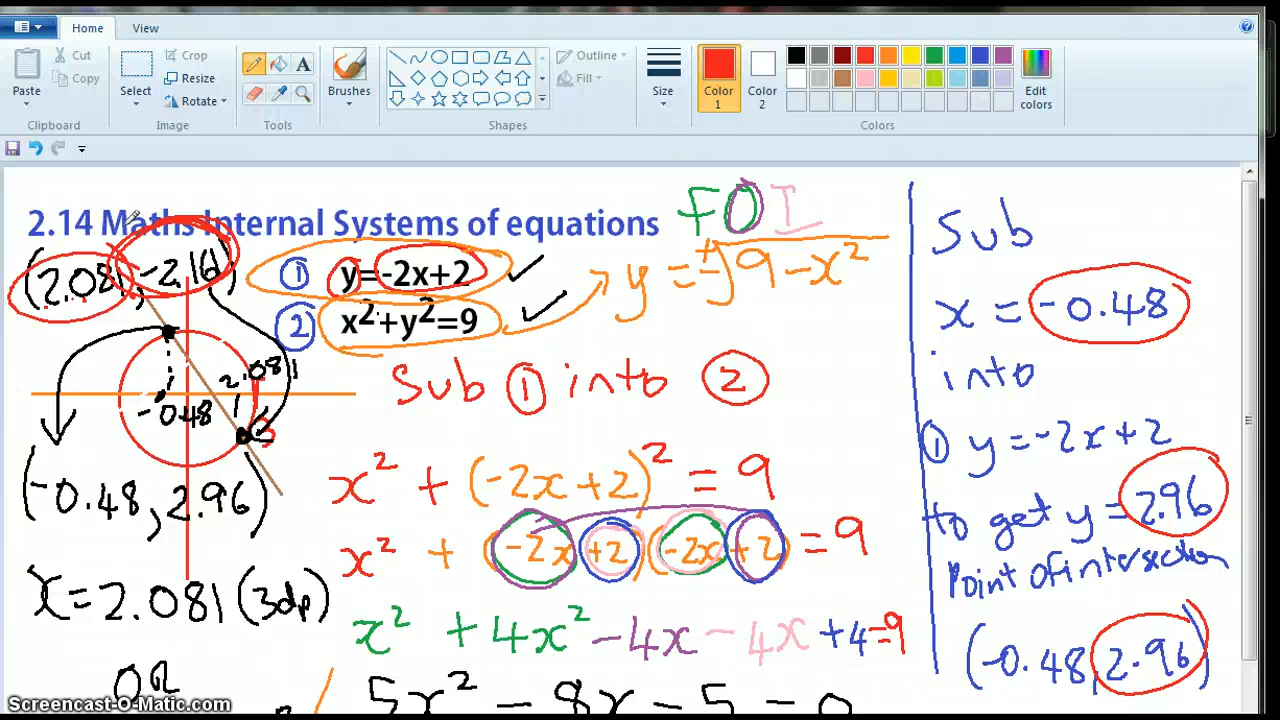 Home View
Paste Cut Copy Select Crop Resize Rotate Brushes Outline Fill Size Color 1 Color 2 Edit colors
Clipboard Image Tools Shapes Colors
2.14 Maths Internal Systems of equations
FOI
(2.081, -2.16)
① y=-2x+2
② x²+y²=9
y = ±√9-x²
Sub ① into ②
2.081
-0.48
(-0.48, 2.96)
x² + (-2x+2)² = 9
x² + (-2x+2)(-2x+2) = 9
x = 2.081 (3dp)
x² + 4x² - 4x - 4x + 4 = 9
OR
5x² - 8x - 5 = 0
Sub
x = -0.48
into
① y = -2x + 2
to get y = 2.96
Point of intersection
(-0.48, 2.96)
Screencast-O-Matic.com